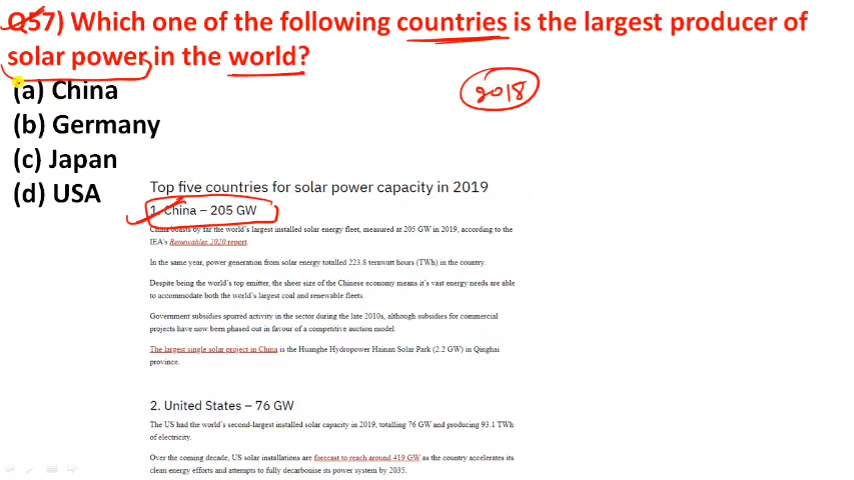 Q57) Which one of the following countries is the largest producer of
solar power in the world?
2018
(a) China
(b) Germany
(c) Japan
(d) USA
Top five countries for solar power capacity in 2019
1. China – 205 GW
China boasts by far the world's largest installed solar energy fleet, measured at 205 GW in 2019, according to the
IEA's Renewables 2020 report.
In the same year, power generation from solar energy totalled 223.8 terawatt hours (TWh) in the country.
Despite being the world's top emitter, the sheer size of the Chinese economy means it's vast energy needs are able
to accommodate both the world's largest coal and renewable fleets.
Government subsidies spurred activity in the sector during the late 2010s, although subsidies for commercial
projects have now been phased out in favour of a competitive auction model.
The largest single solar project in China is the Huanghe Hydropower Hainan Solar Park (2.2 GW) in Qinghai
province.
2. United States – 76 GW
The US had the world's second-largest installed solar capacity in 2019, totalling 76 GW and producing 93.1 TWh
of electricity.
Over the coming decade, US solar installations are forecast to reach around 419 GW as the country accelerates its
clean energy efforts and attempts to fully decarbonise its power system by 2035.